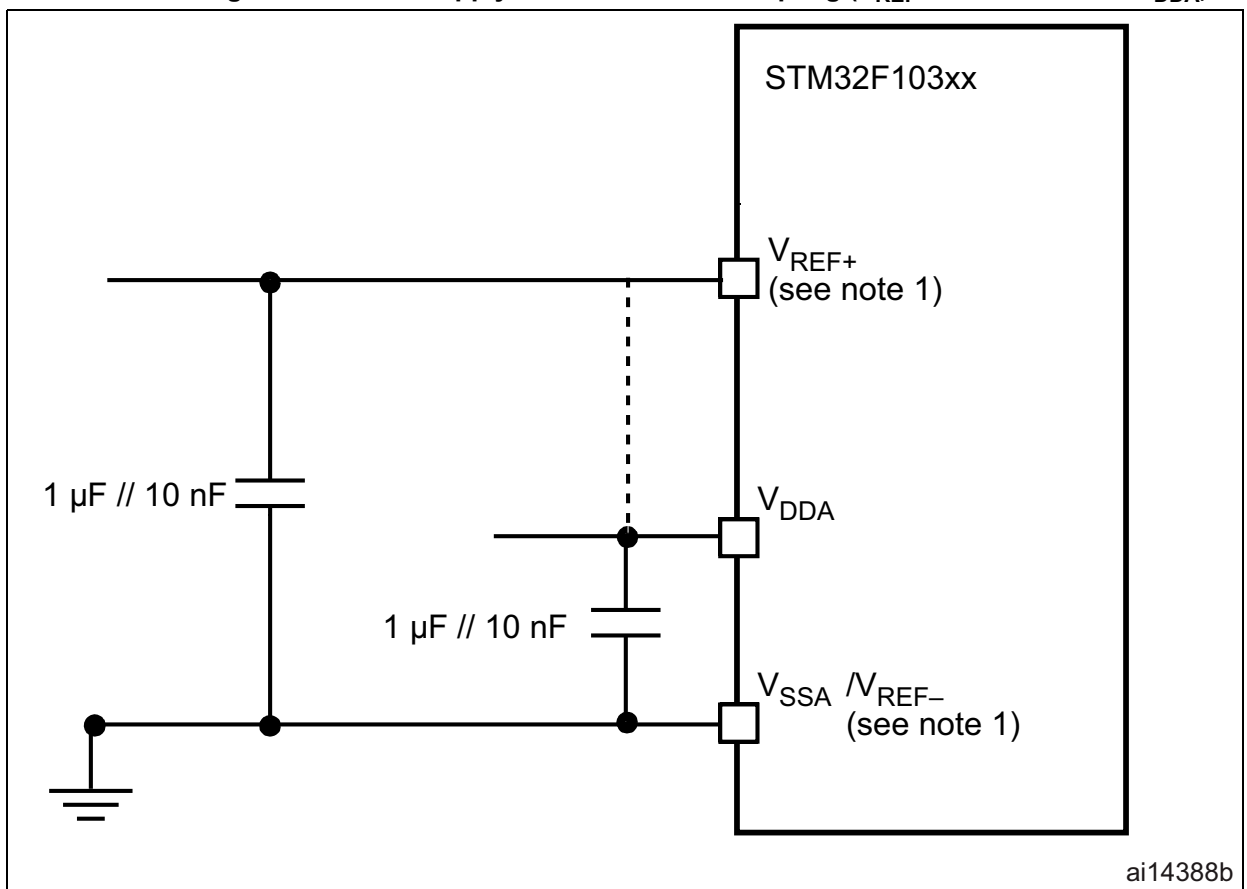 STM32F103xx
VREF+
(see note 1)
1 µF // 10 nF
VDDA
1 µF // 10 nF
VSSA /VREF–
(see note 1)
ai14388b